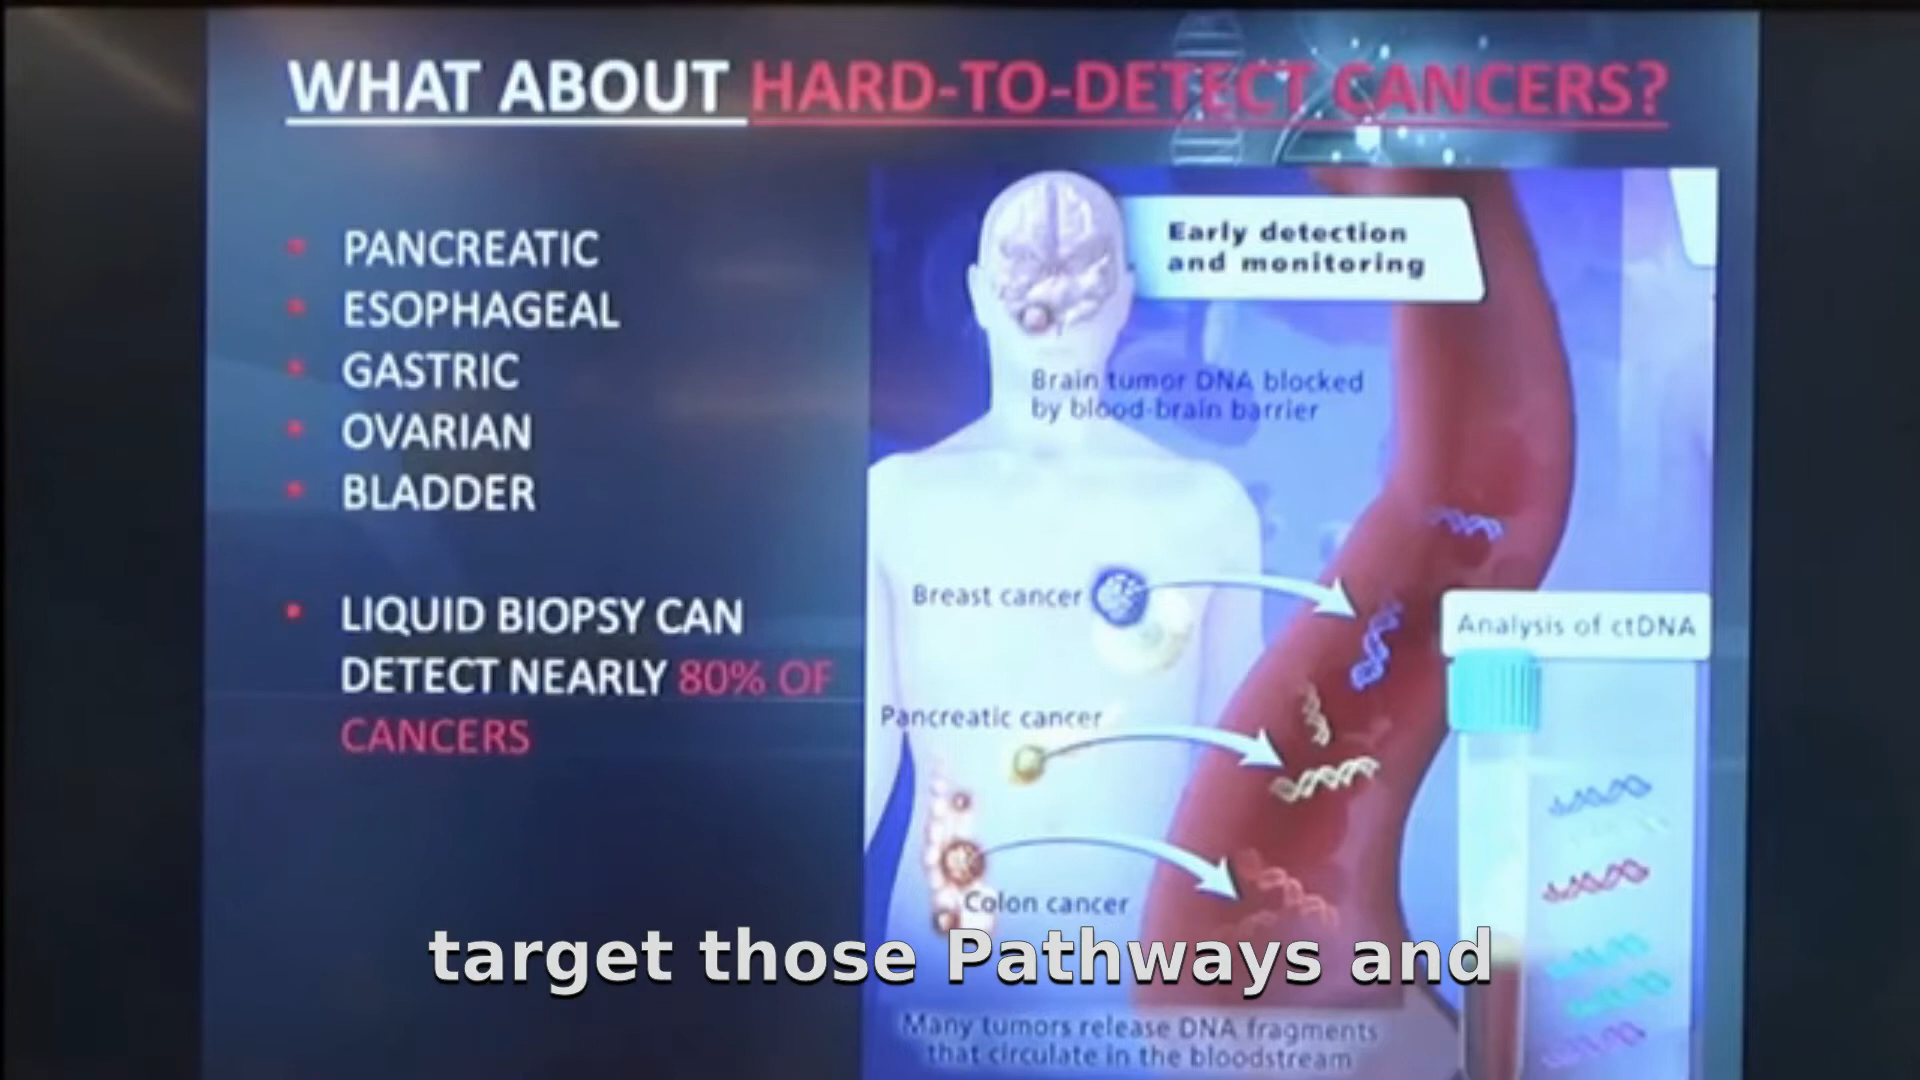 WHAT ABOUT HARD-TO-DETECT CANCERS?
PANCREATIC
ESOPHAGEAL
GASTRIC
OVARIAN
BLADDER
LIQUID BIOPSY CAN
DETECT NEARLY 80% OF
CANCERS
Early detection
and monitoring
Brain tumor DNA blocked
by blood-brain barrier
Breast cancer
Analysis of ctDNA
Pancreatic cancer
Colon cancer
target those Pathways and
Many tumors release DNA fragments
that circulate in the bloodstream